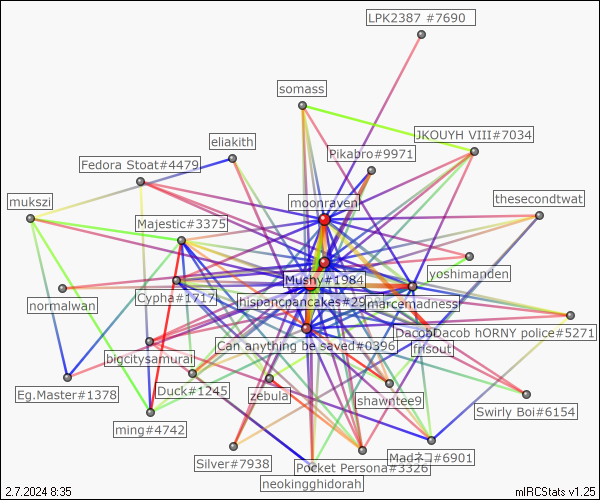 LPK2387 #7690
somass
JKOUYH VIII#7034
eliakith
Pikabro#9971
Fedora Stoat#4479
mukszi
moonraven
thesecondtwat
Majestic#3375
yoshimanden
Mushy#1984
normalwan
Cypha#1717
hispancpancakes#29
marcemadness
DacobDacob hORNY police#5271
Can anything be saved#0396
frisout
bigcitysamurai
Eg.Master#1378
Duck#1245
zebula
shawntee9
Swirly Boi#6154
ming#4742
Silver#7938
Pocket Persona#3326
Madネコ#6901
neokingghidorah
2.7.2024 8:35
mIRCStats v1.25